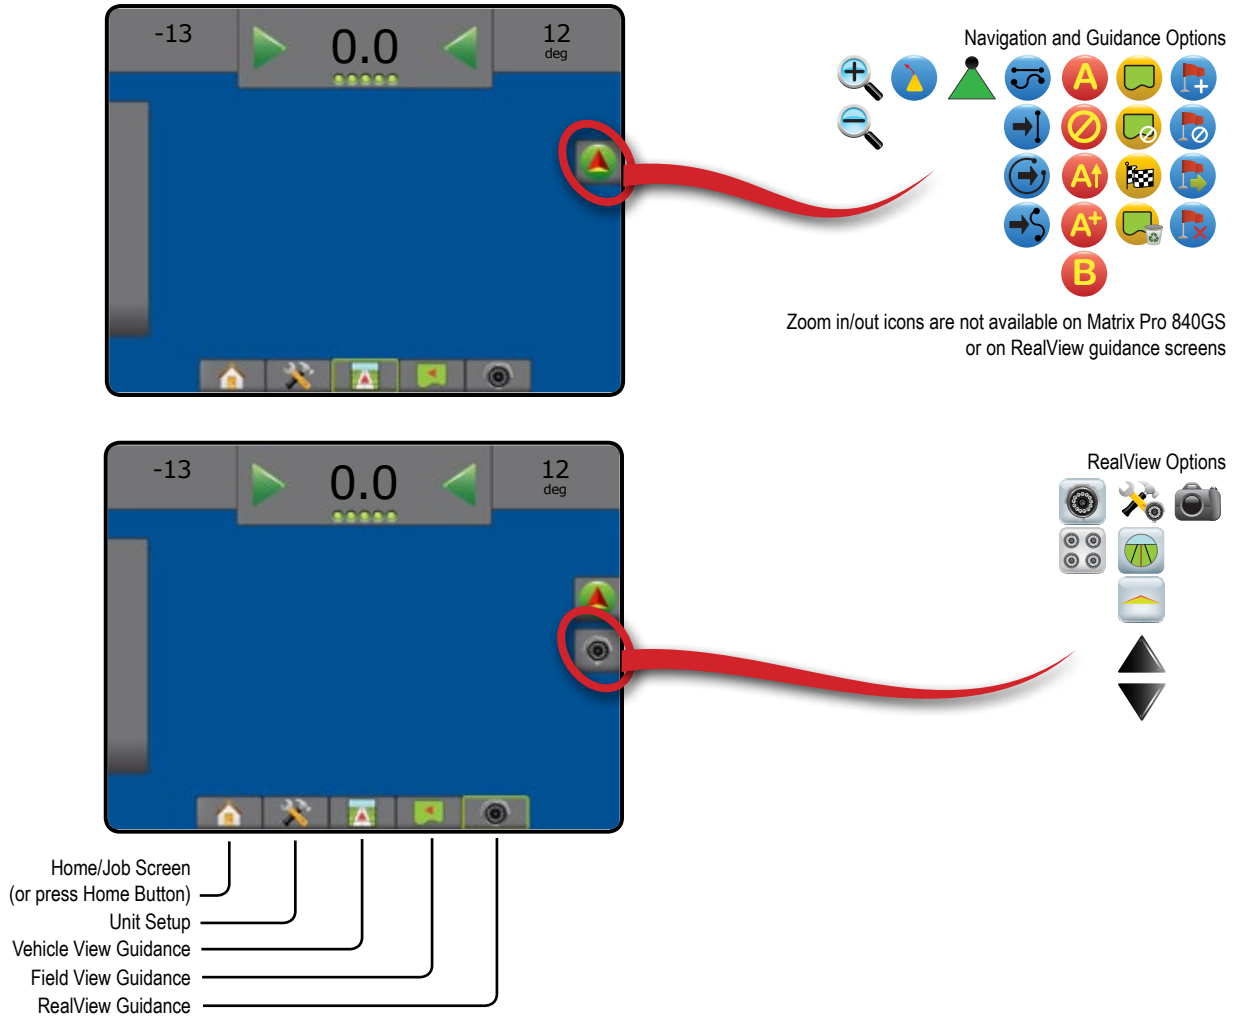 -13
0.0
12
deg
Navigation and Guidance Options
A
A
A+
B
Zoom in/out icons are not available on Matrix Pro 840GS
or on RealView guidance screens
-13
0.0
12
deg
RealView Options
Home/Job Screen
(or press Home Button)
Unit Setup
Vehicle View Guidance
Field View Guidance
RealView Guidance